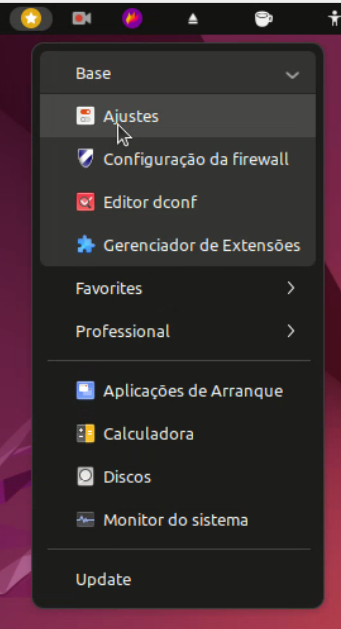 Base
Ajustes
Configuração da firewall
Editor dconf
Gerenciador de Extensões
Favorites
Professional
Aplicações de Arranque
Calculadora
Discos
Monitor do sistema
Update